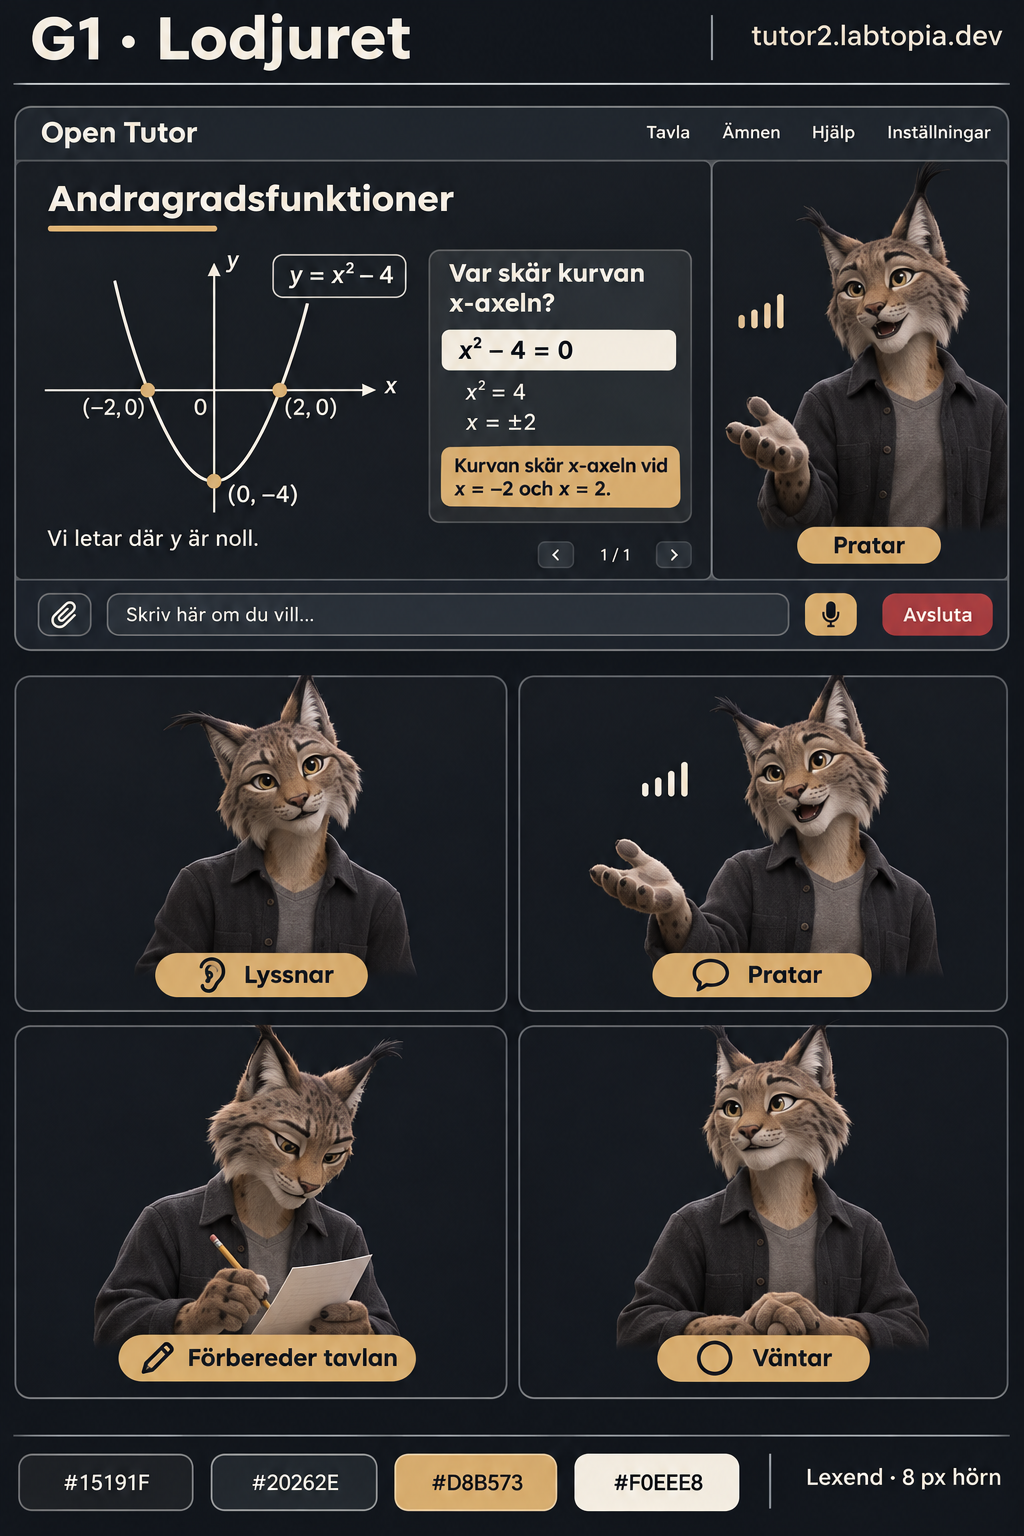 G1 · Lodjuret
tutor2.labtopia.dev
Open Tutor
Tavla
Ämnen
Hjälp
Inställningar
Andragradsfunktioner
y
y = x² – 4
x
(–2, 0)
0
(2, 0)
(0, –4)
Vi letar där y är noll.
Var skär kurvan
x-axeln?
x² – 4 = 0
x² = 4
x = ±2
Kurvan skär x-axeln vid
x = –2 och x = 2.
1 / 1
Pratar
Skriv här om du vill...
Avsluta
Lyssnar
Pratar
Förbereder tavlan
Väntar
#15191F
#20262E
#D8B573
#F0EEE8
Lexend · 8 px hörn